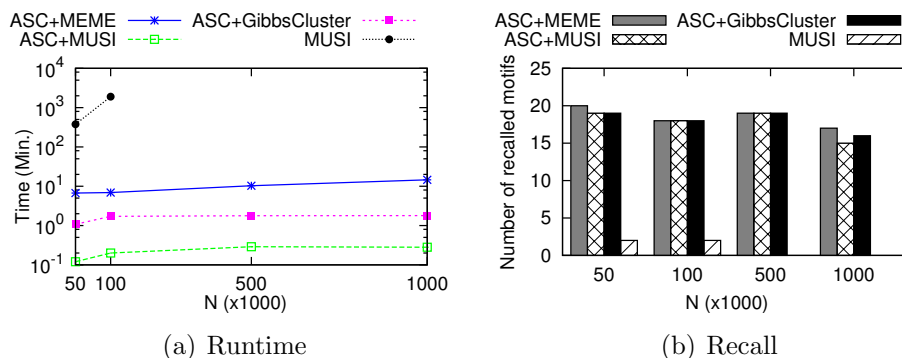 ASC+MEME
ASC+MUSI
ASC+GibbsCluster
MUSI
Time (Min.)
10^4
10^3
10^2
10^1
10^0
10^-1
50 100 500 1000
N (x1000)
(a) Runtime
ASC+MEME
ASC+MUSI
ASC+GibbsCluster
MUSI
Number of recalled motifs
25
20
15
10
5
0
50 100 500 1000
N (x1000)
(b) Recall